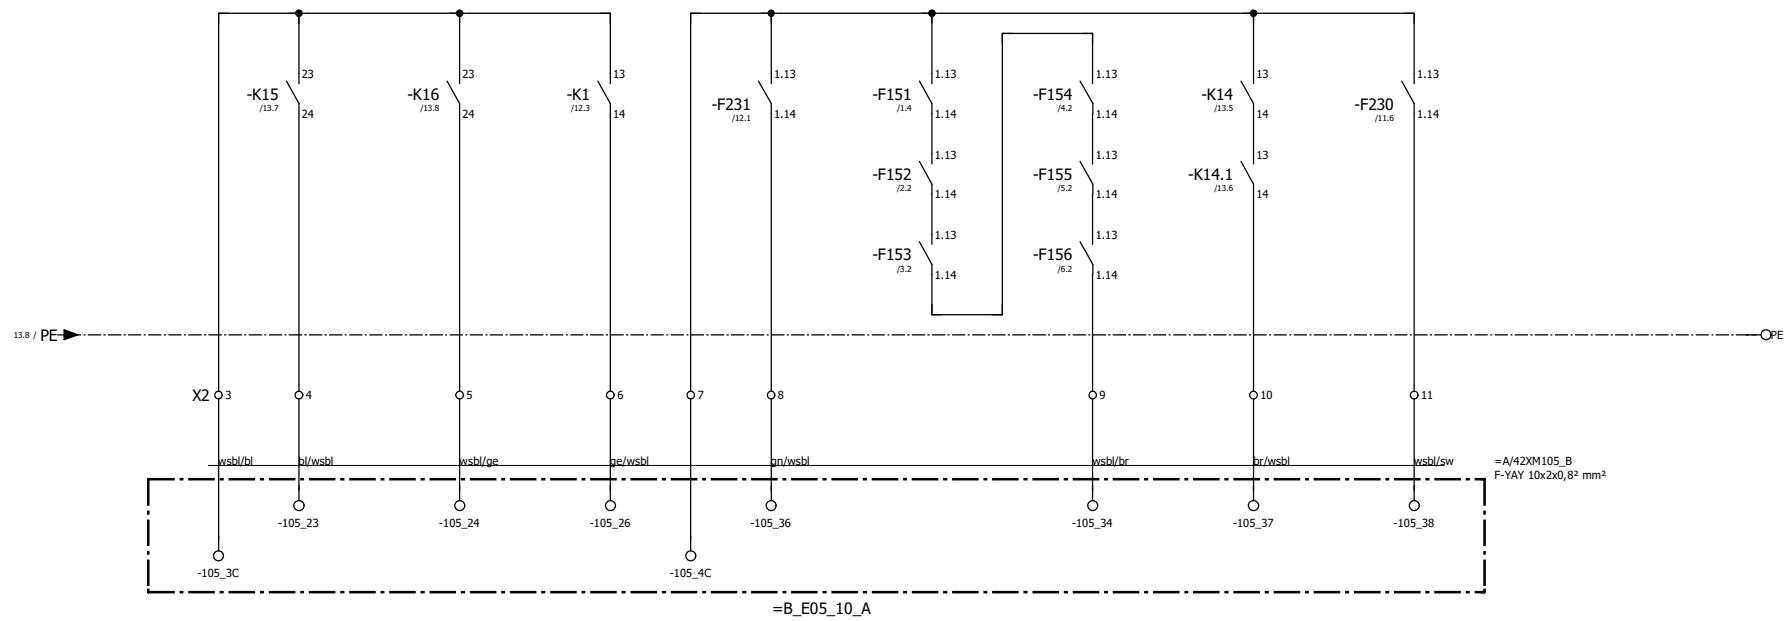 23 23 13 1.13 1.13 1.13 13 1.13
-K15 -K16 -K1 -F231 -F151 -F154 -K14 -F230
/13.7 /13.8 /12.3 /12.1 /1.4 /4.2 /13.5 /11.6
24 24 14 1.14 1.14 1.14 14 1.14
1.13 1.13 13
-F152 -F155 -K14.1
/2.2 /5.2 /13.6
1.14 1.14 14
1.13 1.13
-F153 -F156
/3.2 /6.2
1.14 1.14
13.8 / PE PE
X2 3 4 5 6 7 8 9 10 11
wsbl/bl bl/wsbl wsbl/ge ge/wsbl gn/wsbl wsbl/br br/wsbl wsbl/sw =A/42XM105_B
F-YAY 10x2x0,8² mm²
-105_23 -105_24 -105_26 -105_36 -105_34 -105_37 -105_38
-105_3C -105_4C
=B_E05_10_A